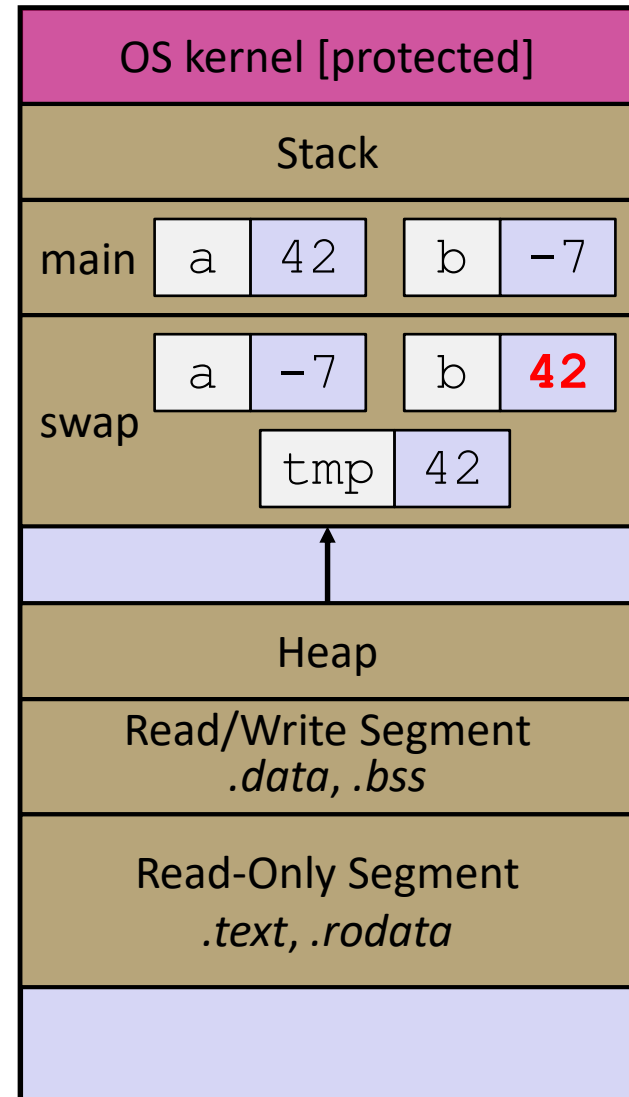 OS kernel [protected]
Stack
main a 42 b -7
a -7 b 42
swap
tmp 42
Heap
Read/Write Segment
.data, .bss
Read-Only Segment
.text, .rodata